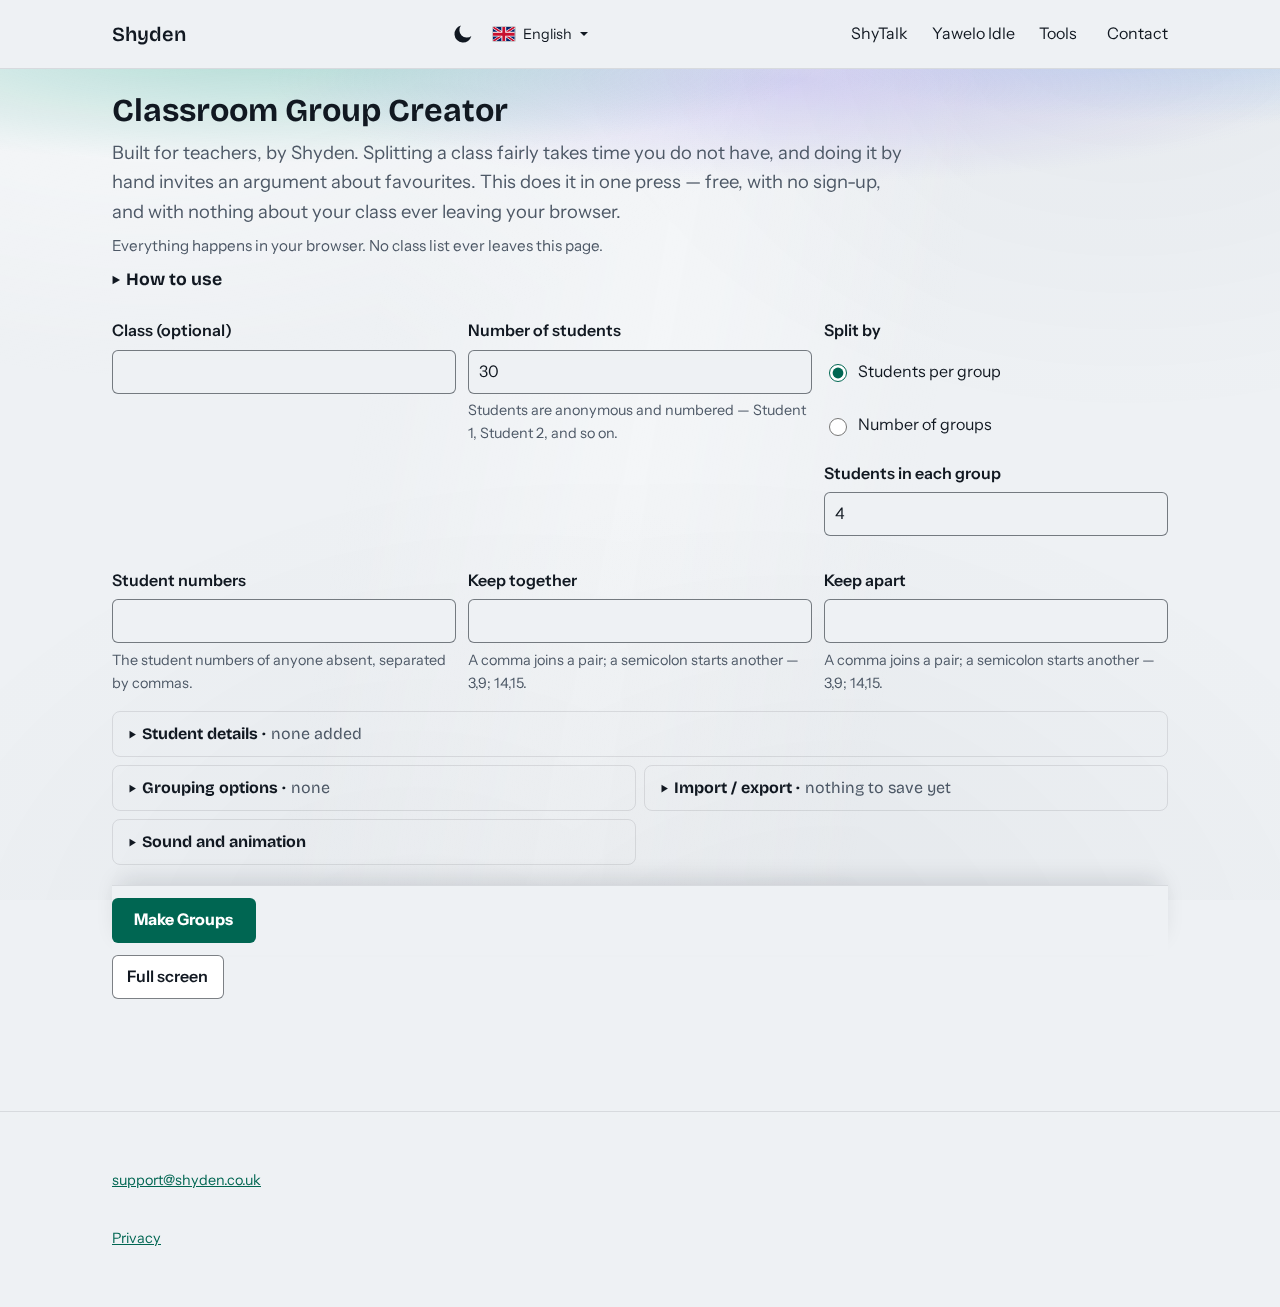 Shyden
English
ShyTalk
Yawelo Idle
Tools
Contact
Classroom Group Creator
Built for teachers, by Shyden. Splitting a class fairly takes time you do not have, and doing it by
hand invites an argument about favourites. This does it in one press — free, with no sign-up,
and with nothing about your class ever leaving your browser.
Everything happens in your browser. No class list ever leaves this page.
How to use
Class (optional)
Number of students
30
Students are anonymous and numbered — Student
1, Student 2, and so on.
Split by
Students per group
Number of groups
Students in each group
4
Student numbers
The student numbers of anyone absent, separated
by commas.
Keep together
A comma joins a pair; a semicolon starts another —
3,9; 14,15.
Keep apart
A comma joins a pair; a semicolon starts another —
3,9; 14,15.
Student details · none added
Grouping options · none
Import / export · nothing to save yet
Sound and animation
Make Groups
Full screen
support@shyden.co.uk
Privacy